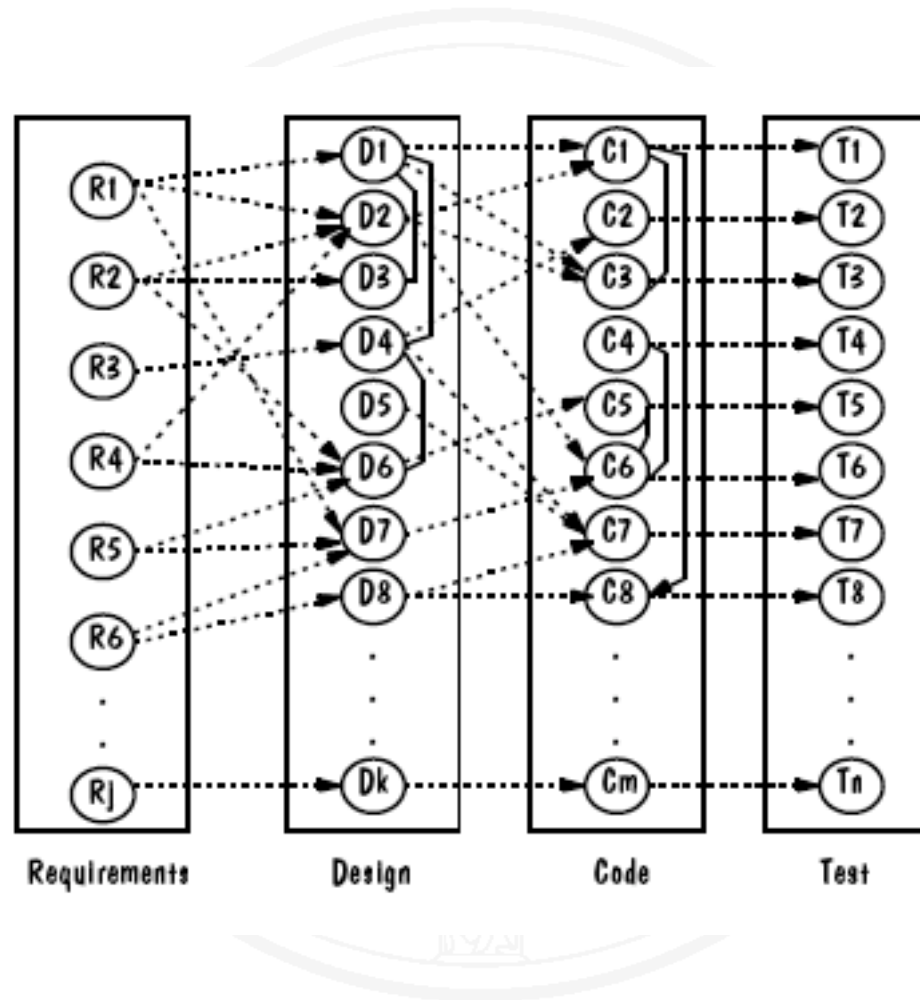 R1
R2
R3
R4
R5
R6
.
.
Rj
D1
D2
D3
D4
D5
D6
D7
D8
.
.
.
Dk
C1
C2
C3
C4
C5
C6
C7
C8
.
.
.
Cm
T1
T2
T3
T4
T5
T6
T7
T8
.
.
.
Tn
Requirements
Design
Code
Test